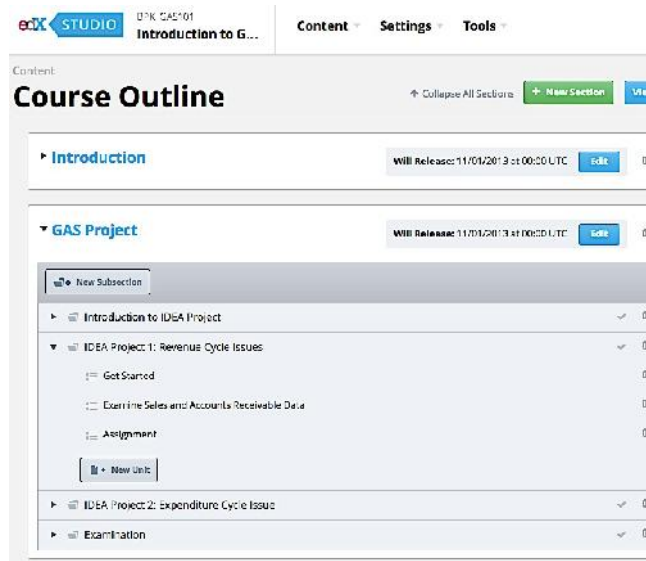 edX STUDIO
Introduction to G...
Content
Settings
Tools
Content
Course Outline
Collapse All Sections
+ New Section
Introduction
Will Release: 11/01/2013 at 00:00 UTC
Edit
GAS Project
Will Release: 11/01/2013 at 00:00 UTC
Edit
New Subsection
Introduction to IDEA Project
IDEA Project 1: Revenue Cycle Issues
Get Started
Examine Sales and Accounts Receivable Data
Assignment
+ New Unit
IDEA Project 2: Expenditure Cycle Issue
Examination